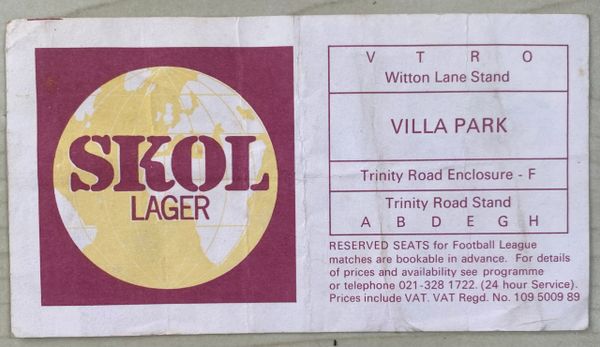 SKOL
LAGER
V T R O
Witton Lane Stand
VILLA PARK
Trinity Road Enclosure - F
Trinity Road Stand
A B D E G H
RESERVED SEATS for Football League
matches are bookable in advance. For details
of prices and availability see programme
or telephone 021-328 1722. (24 hour Service).
Prices include VAT. VAT Regd. No. 109 5009 89